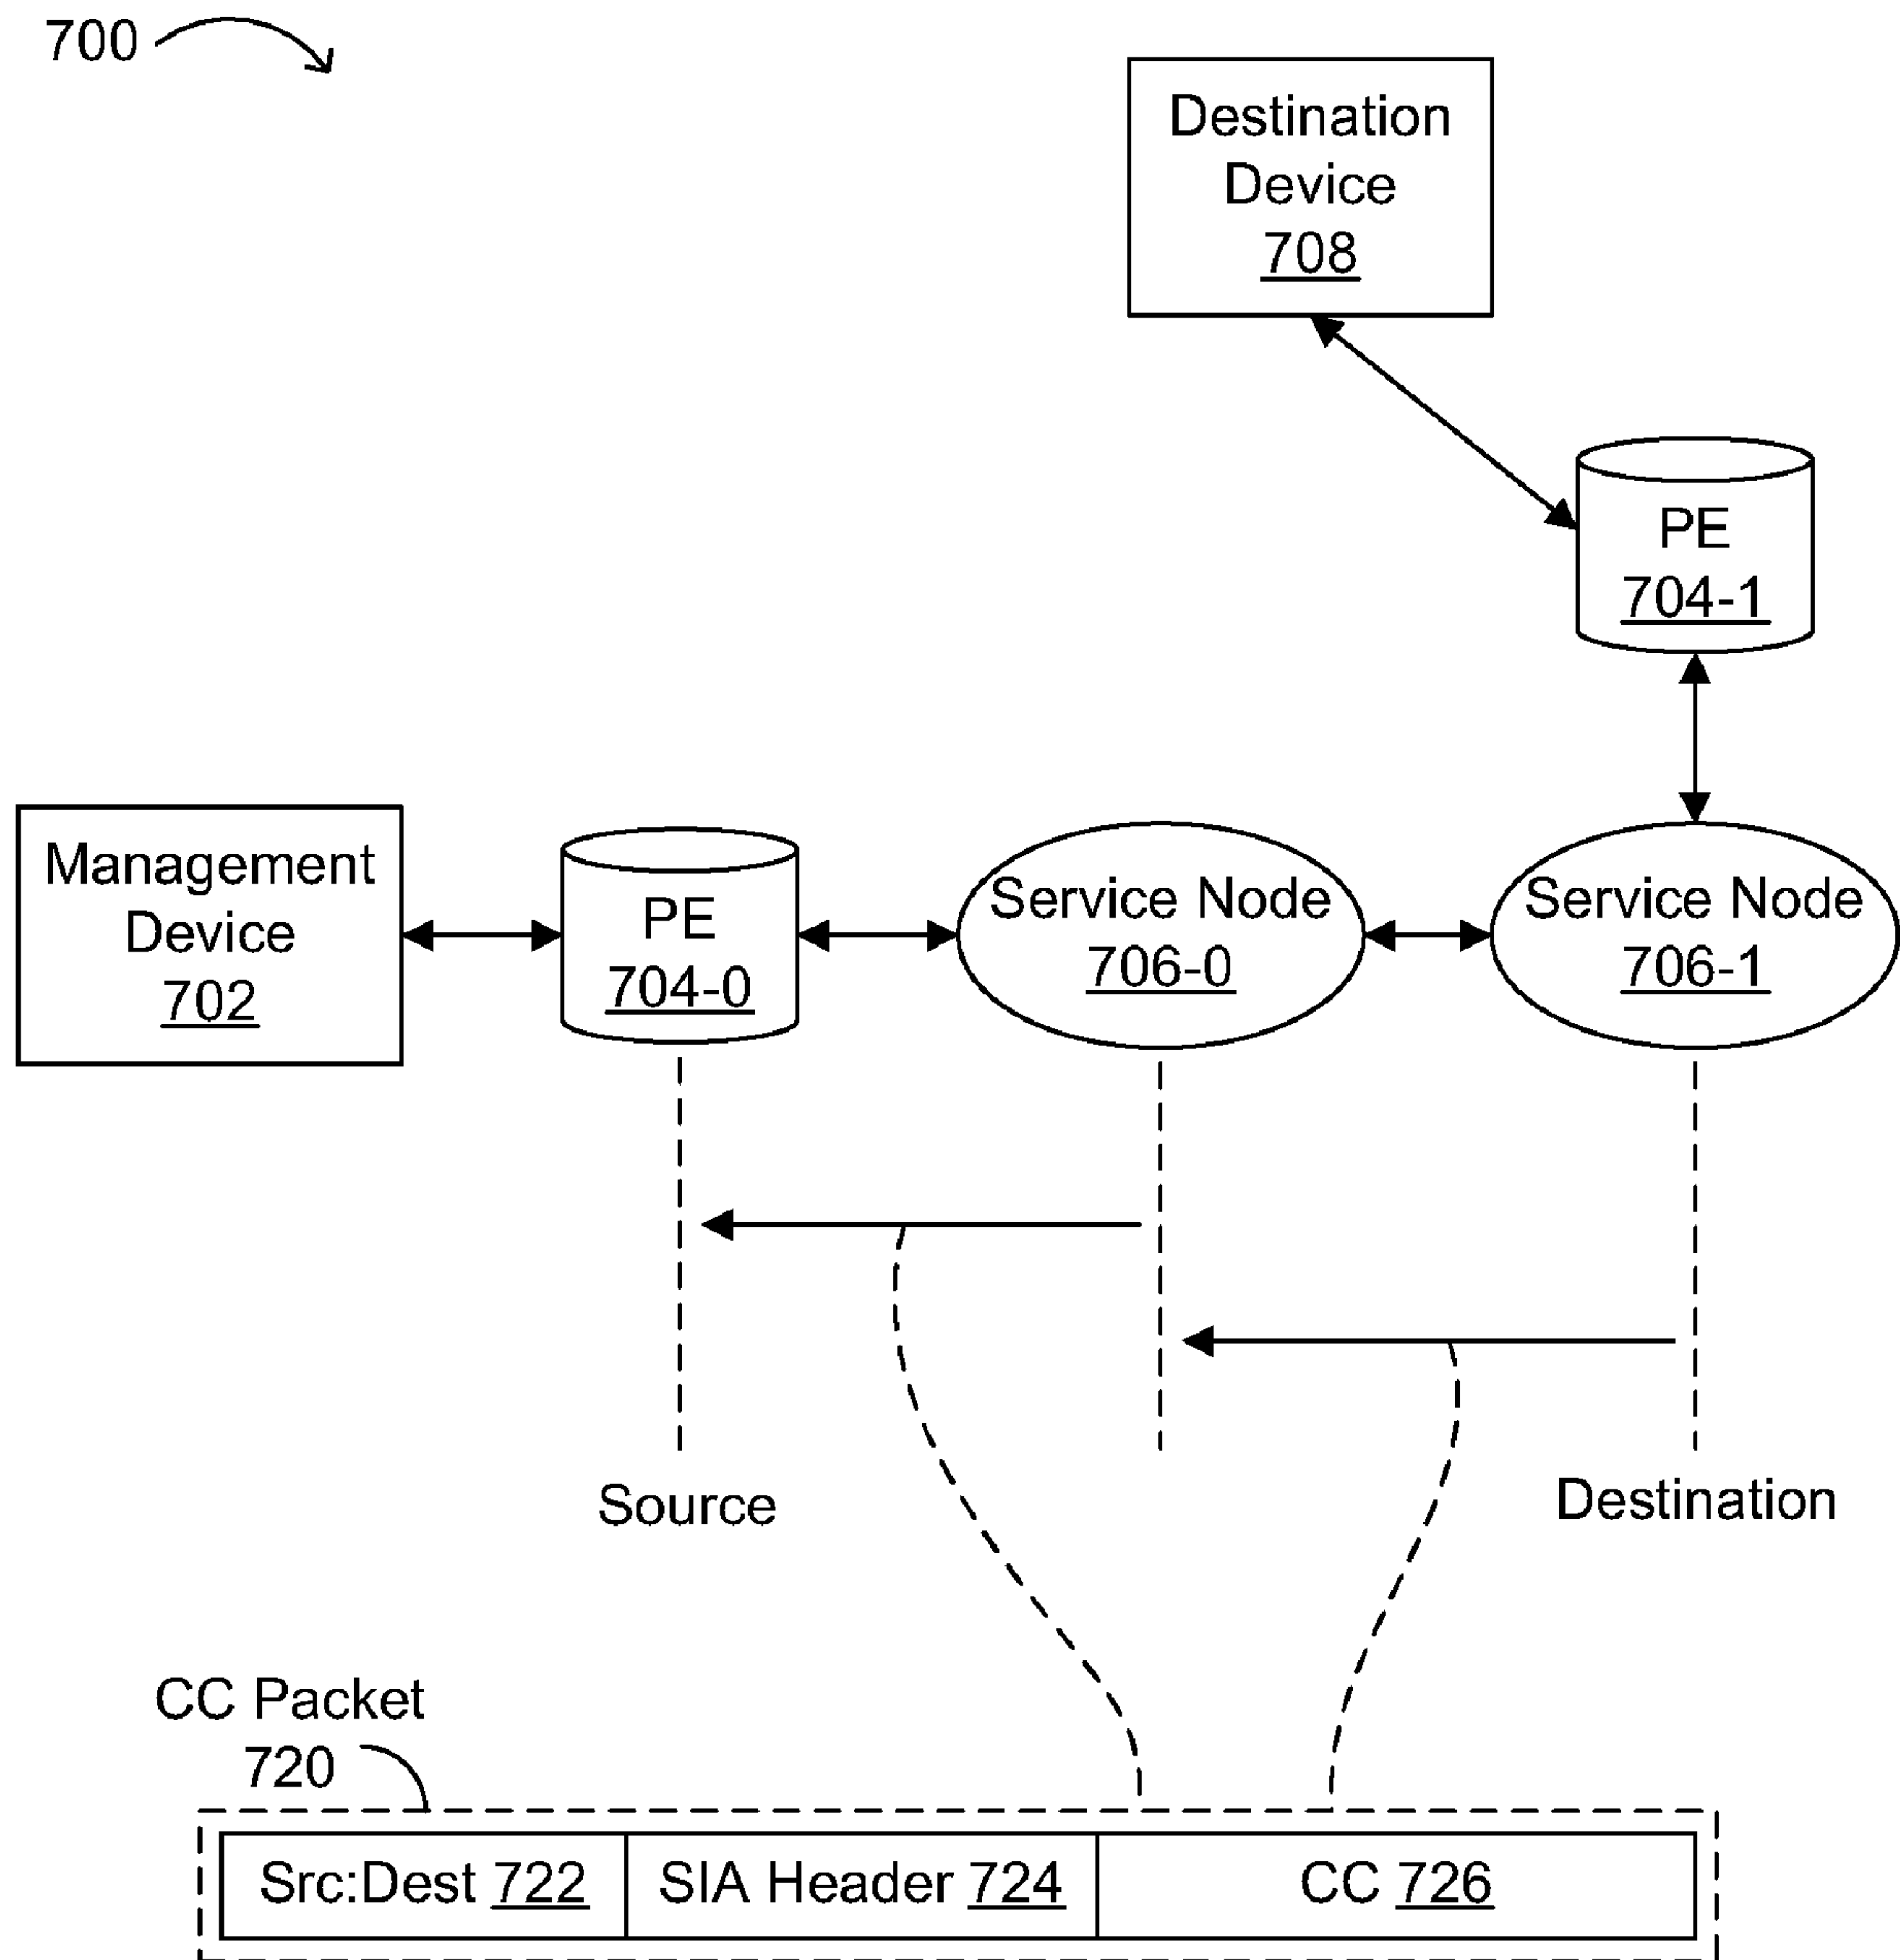 700
Destination
Device
708
PE
704-1
Management
Device
702
PE
704-0
Service Node
706-0
Service Node
706-1
Source
Destination
CC Packet
720
Src:Dest 722
SIA Header 724
CC 726